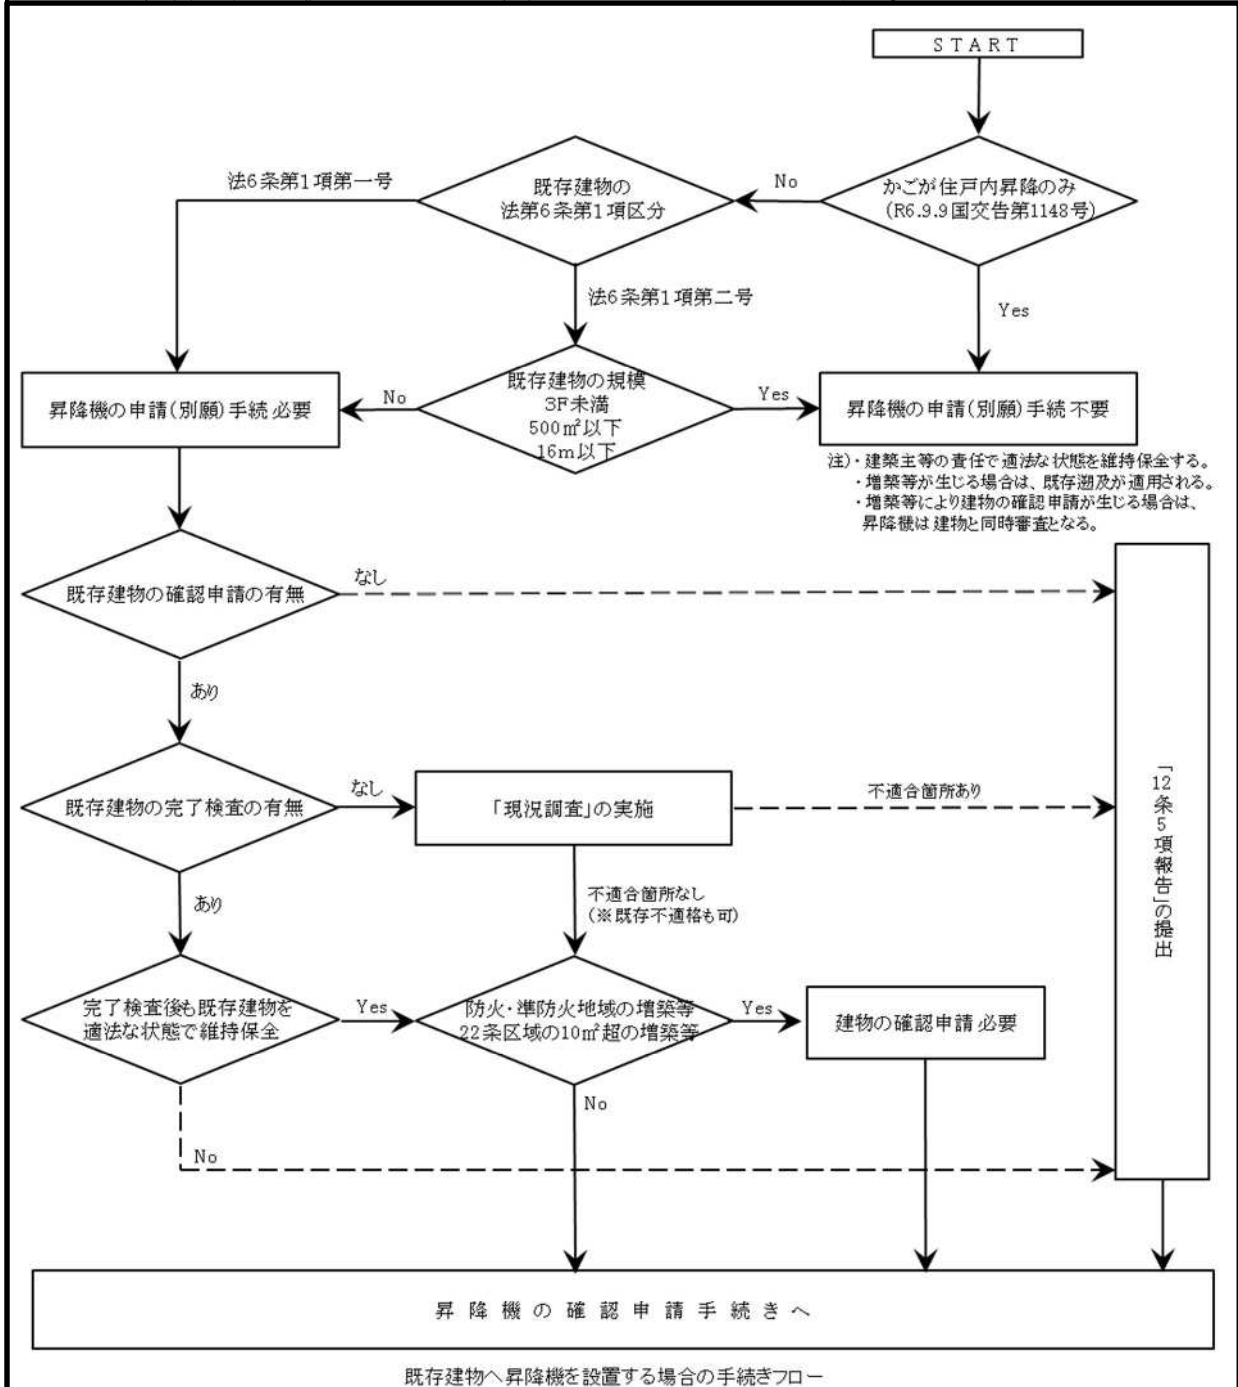 START
かごが住戸内昇降のみ
(R6.9.9国交告第1148号)
No
既存建物の
法第6条第1項区分
法6条第1項第一号
法6条第1項第二号
Yes
既存建物の規模
3F未満
500㎡以下
16m以下
No
Yes
昇降機の申請(別願)手続 必要
昇降機の申請(別願)手続 不要
注)・建築主等の責任で適法な状態を維持保全する。
・増築等が生じる場合は、既存遡及が適用される。
・増築等により建物の確認申請が生じる場合は、
昇降機は建物と同時審査となる。
既存建物の確認申請の有無
なし
あり
既存建物の完了検査の有無
なし
「現況調査」の実施
不適合箇所あり
「12条5項報告」の提出
あり
不適合箇所なし
(※既存不適格も可)
完了検査後も既存建物を
適法な状態で維持保全
Yes
防火・準防火地域の増築等
22条区域の10㎡超の増築等
Yes
建物の確認申請 必要
No
No
昇降機の確認申請手続きへ
既存建物へ昇降機を設置する場合の手続きフロー